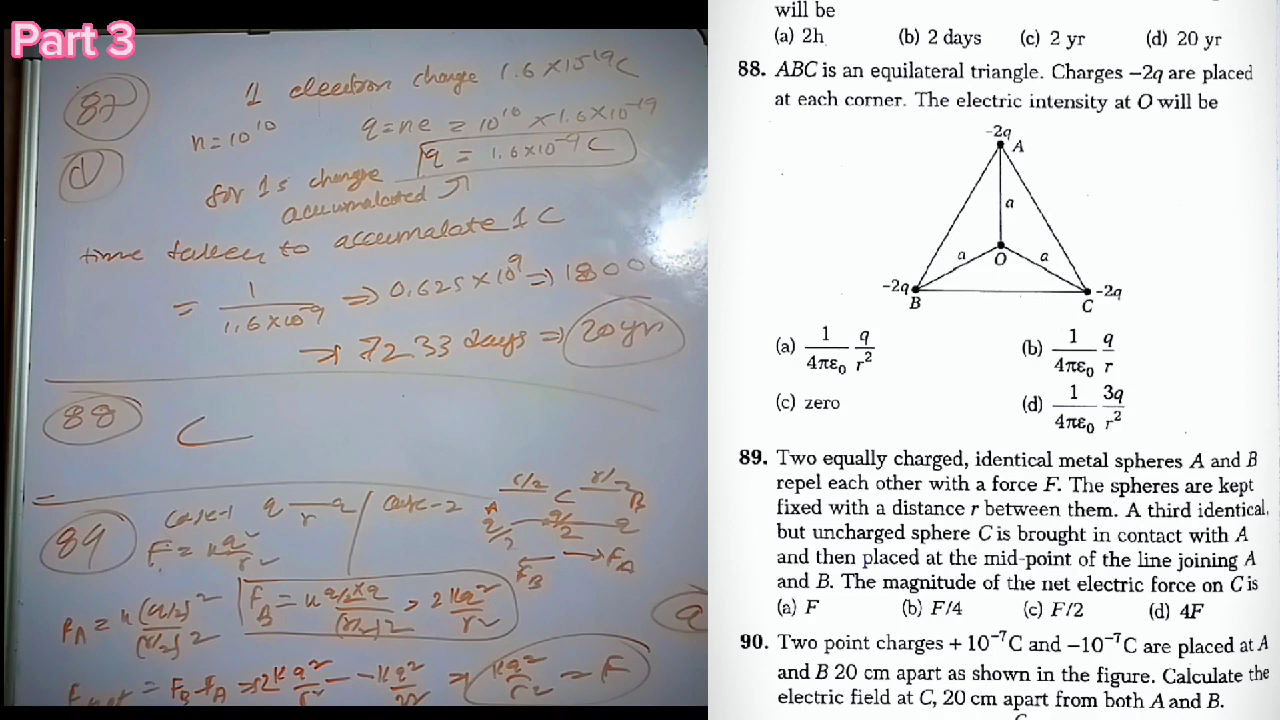 Part 3
87
1 electron charge 1.6 × 10⁻¹⁹C
n = 10¹⁰ q = ne = 10¹⁰ × 1.6×10⁻¹⁹
d
q = 1.6×10⁻⁹ C
for 1s charge
accumalated
time taken to accumalate 1 C
= 1/1.6×10⁻⁹ ⇒ 0.625 × 10⁹ ⇒ 1800
⇒ 7233 days ⇒ 20 yr
88 C
89 case-1 q — q case-2
r
r/2 C r/2 B
A
q/2 q/2 q
F = kq²/r²
F_B F_A
F_A = k(q/2)²/(r/2)² F_B = k q/2 × q/(r/2)² = 2kq²/r²
a
= F_B - F_A = 2kq²/r² - kq²/r² ⇒ kq²/r² = F
will be
(a) 2h (b) 2 days (c) 2 yr (d) 20 yr
88. ABC is an equilateral triangle. Charges −2q are placed
at each corner. The electric intensity at O will be
−2q
A
a
a O a
−2q −2q
B C
(a) 1/4πε₀ q/r² (b) 1/4πε₀ q/r
(c) zero (d) 1/4πε₀ 3q/r²
89. Two equally charged, identical metal spheres A and B
repel each other with a force F. The spheres are kept
fixed with a distance r between them. A third identical,
but uncharged sphere C is brought in contact with A
and then placed at the mid-point of the line joining A
and B. The magnitude of the net electric force on C is
(a) F (b) F/4 (c) F/2 (d) 4F
90. Two point charges + 10⁻⁷C and −10⁻⁷C are placed at A
and B 20 cm apart as shown in the figure. Calculate the
electric field at C, 20 cm apart from both A and B.